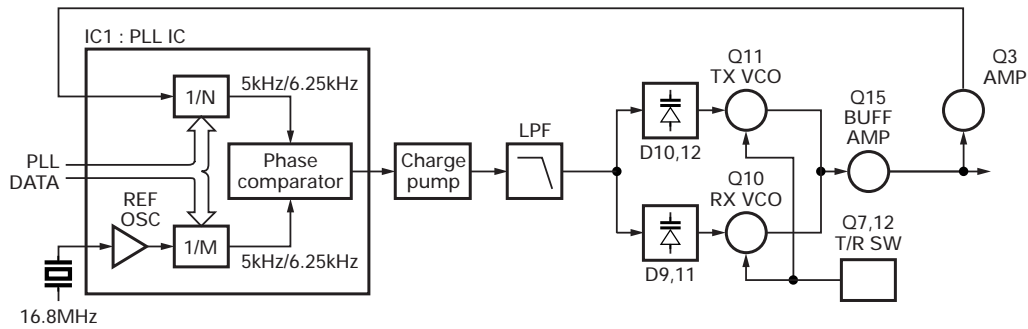 IC1 : PLL IC
1/N
5kHz/6.25kHz
PLL
DATA
REF
OSC
1/M
5kHz/6.25kHz
16.8MHz
Phase
comparator
Charge
pump
LPF
D10,12
Q11
TX VCO
D9,11
Q10
RX VCO
Q15
BUFF
AMP
Q3
AMP
Q7,12
T/R SW